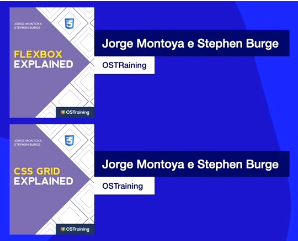 JORGE MONTOYA
STEPHEN BURGE
FLEXBOX
EXPLAINED
OSTraining
Jorge Montoya e Stephen Burge
OSTRaining
JORGE MONTOYA
STEPHEN BURGE
CSS GRID
EXPLAINED
OSTraining
Jorge Montoya e Stephen Burge
OSTraining